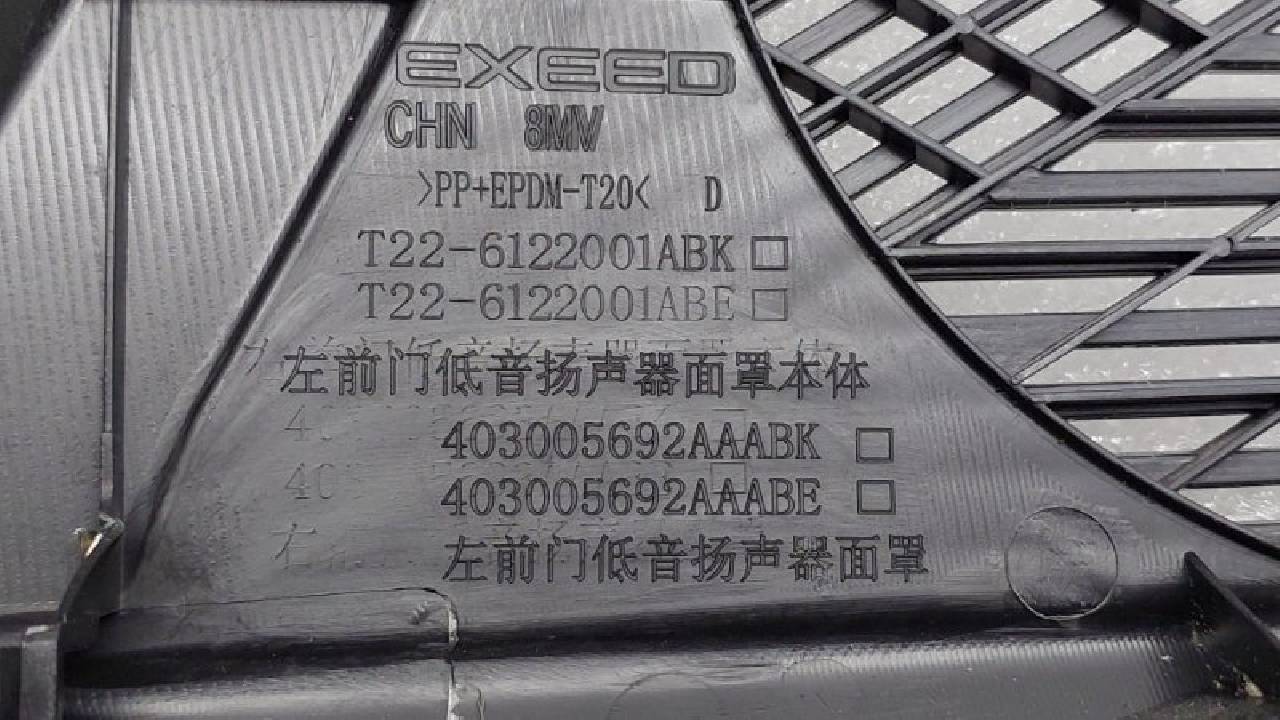 EXEED
CHN 8MV
>PP+EPDM-T20< D
T22-6122001ABK □
T22-6122001ABE □
左前门低音扬声器面罩本体
403005692AAABK □
403005692AAABE □
左前门低音扬声器面罩